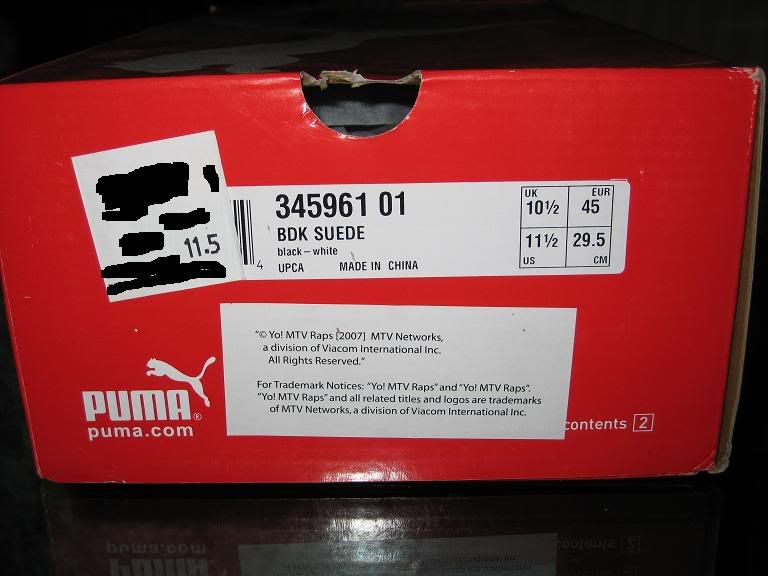 11.5
4
345961 01
BDK SUEDE
black – white
UPCA MADE IN CHINA
UK EUR
10½ 45
11½ 29.5
US CM
"© Yo! MTV Raps [2007] MTV Networks,
a division of Viacom International Inc.
All Rights Reserved."
For Trademark Notices: "Yo! MTV Raps" and "Yo! MTV Raps".
"Yo! MTV Raps" and all related titles and logos are trademarks
of MTV Networks, a division of Viacom International Inc.
PUMA®
puma.com
contents 2